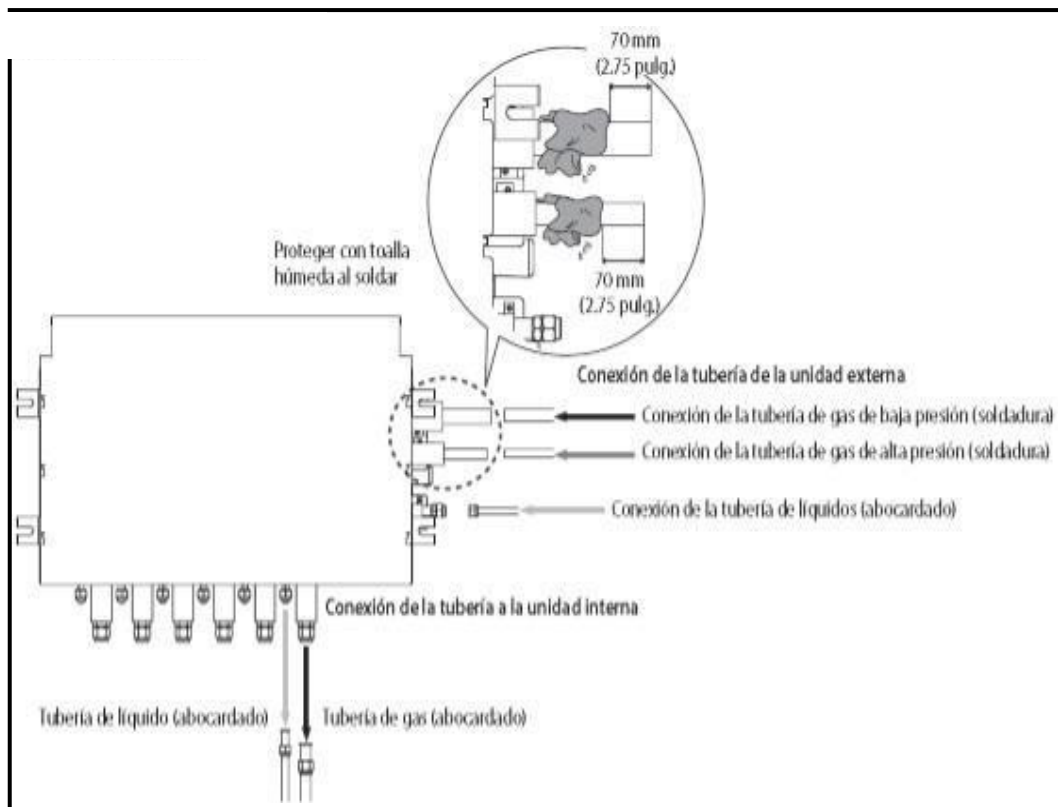 70 mm
(2.75 pulg.)
Proteger con toalla
húmeda al soldar
70 mm
(2.75 pulg.)
Conexión de la tubería de la unidad externa
Conexión de la tubería de gas de baja presión (soldadura)
Conexión de la tubería de gas de alta presión (soldadura)
Conexión de la tubería de líquidos (abocardado)
Conexión de la tubería a la unidad interna
Tubería de líquido (abocardado)
Tubería de gas (abocardado)